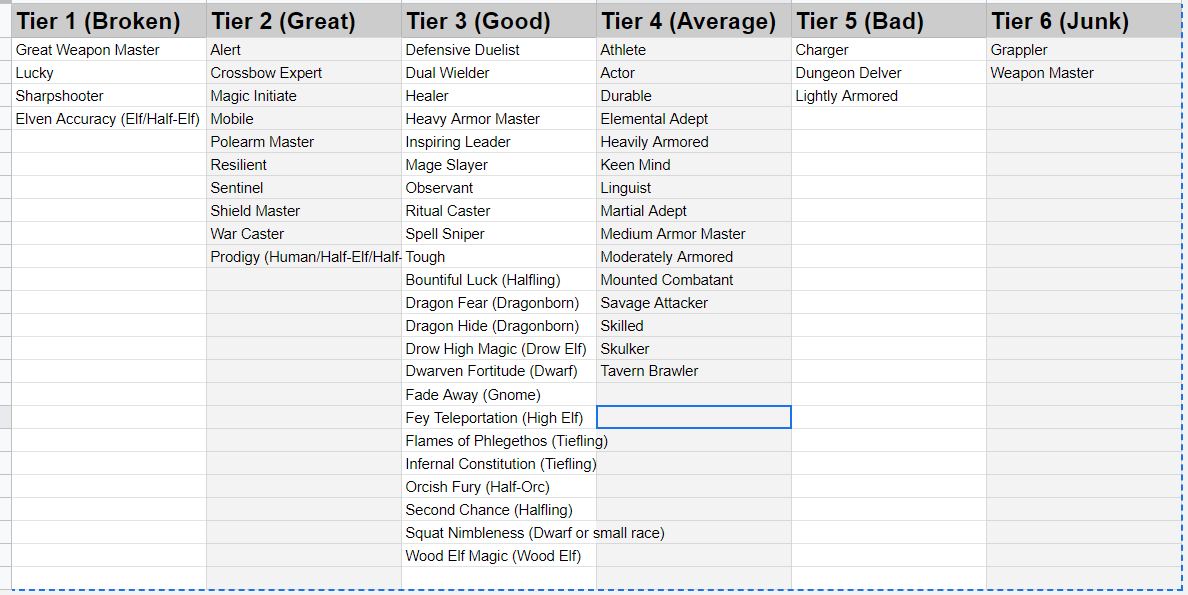 Tier 1 (Broken) Tier 2 (Great) Tier 3 (Good) Tier 4 (Average) Tier 5 (Bad) Tier 6 (Junk)
Great Weapon Master Alert Defensive Duelist Athlete Charger Grappler
Lucky Crossbow Expert Dual Wielder Actor Dungeon Delver Weapon Master
Sharpshooter Magic Initiate Healer Durable Lightly Armored
Elven Accuracy (Elf/Half-Elf) Mobile Heavy Armor Master Elemental Adept
Polearm Master Inspiring Leader Heavily Armored
Resilient Mage Slayer Keen Mind
Sentinel Observant Linguist
Shield Master Ritual Caster Martial Adept
War Caster Spell Sniper Medium Armor Master
Prodigy (Human/Half-Elf/Half- Tough Moderately Armored
Bountiful Luck (Halfling) Mounted Combatant
Dragon Fear (Dragonborn) Savage Attacker
Dragon Hide (Dragonborn) Skilled
Drow High Magic (Drow Elf) Skulker
Dwarven Fortitude (Dwarf) Tavern Brawler
Fade Away (Gnome)
Fey Teleportation (High Elf)
Flames of Phlegethos (Tiefling)
Infernal Constitution (Tiefling)
Orcish Fury (Half-Orc)
Second Chance (Halfling)
Squat Nimbleness (Dwarf or small race)
Wood Elf Magic (Wood Elf)